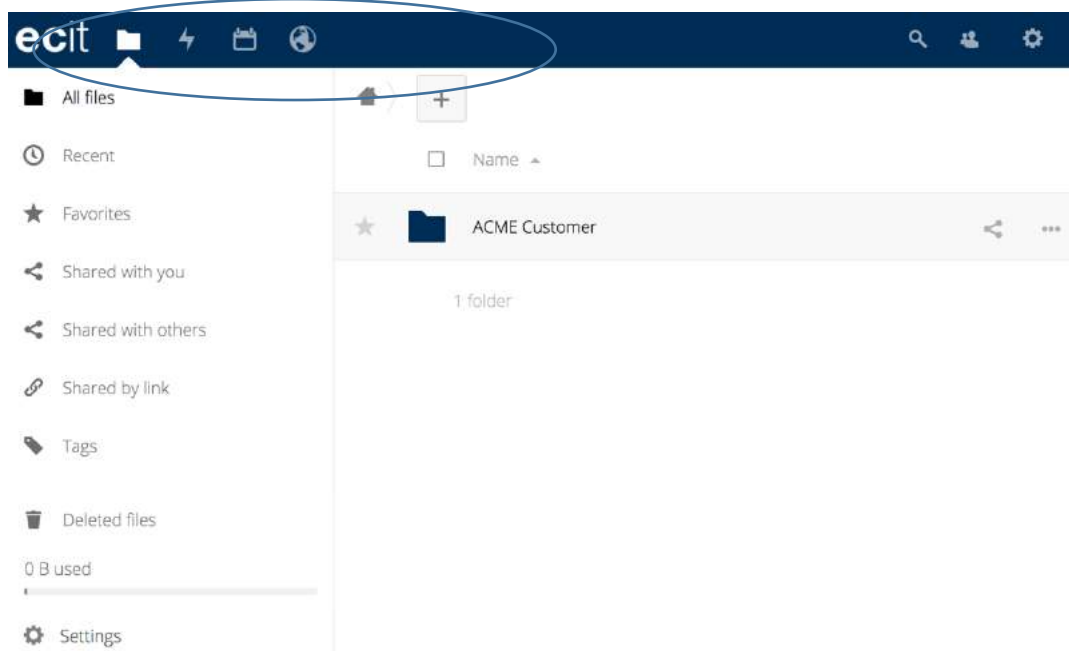 ecit
All files
Recent
Favorites
Shared with you
Shared with others
Shared by link
Tags
Deleted files
0 B used
Settings
+
Name
ACME Customer
1 folder